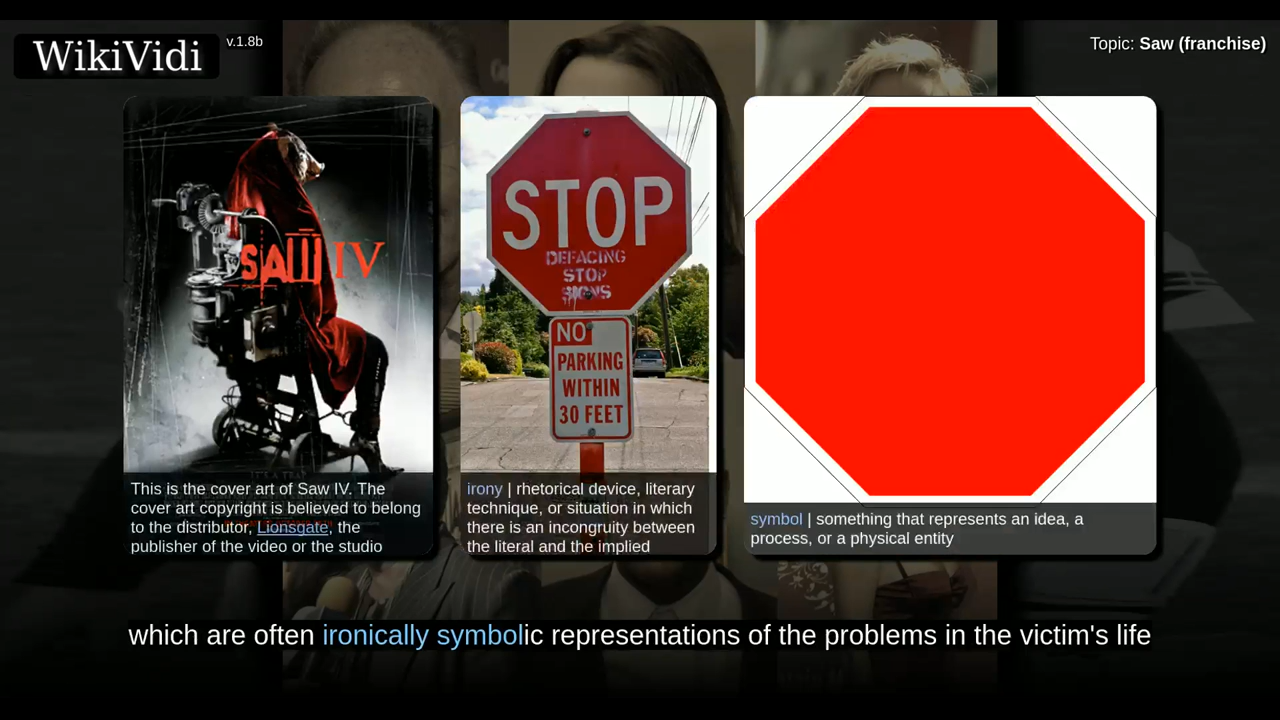 WikiVidi
v.1.8b
Topic: Saw (franchise)
SAW IV
This is the cover art of Saw IV. The
cover art copyright is believed to belong
to the distributor, Lionsgate, the
publisher of the video or the studio
STOP
DEFACING
STOP
SIGNS
NO
PARKING
WITHIN
30 FEET
irony | rhetorical device, literary
technique, or situation in which
there is an incongruity between
the literal and the implied
symbol | something that represents an idea, a
process, or a physical entity
which are often ironically symbolic representations of the problems in the victim's life